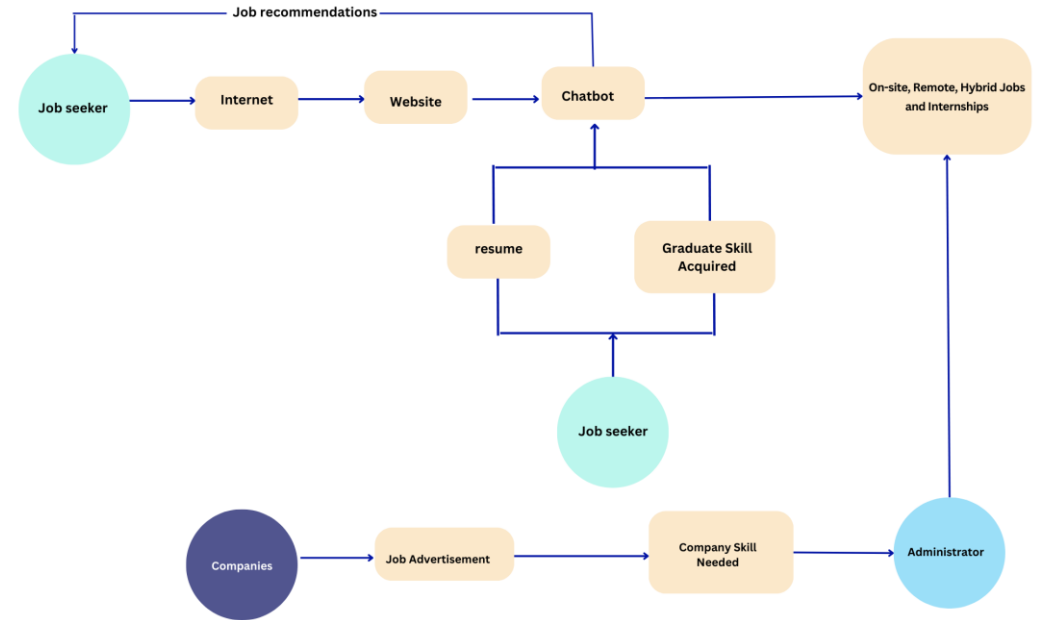 Job recommendations
Job seeker
Internet
Website
Chatbot
On-site, Remote, Hybrid Jobs
and Internships
resume
Graduate Skill
Acquired
Job seeker
Companies
Job Advertisement
Company Skill
Needed
Administrator